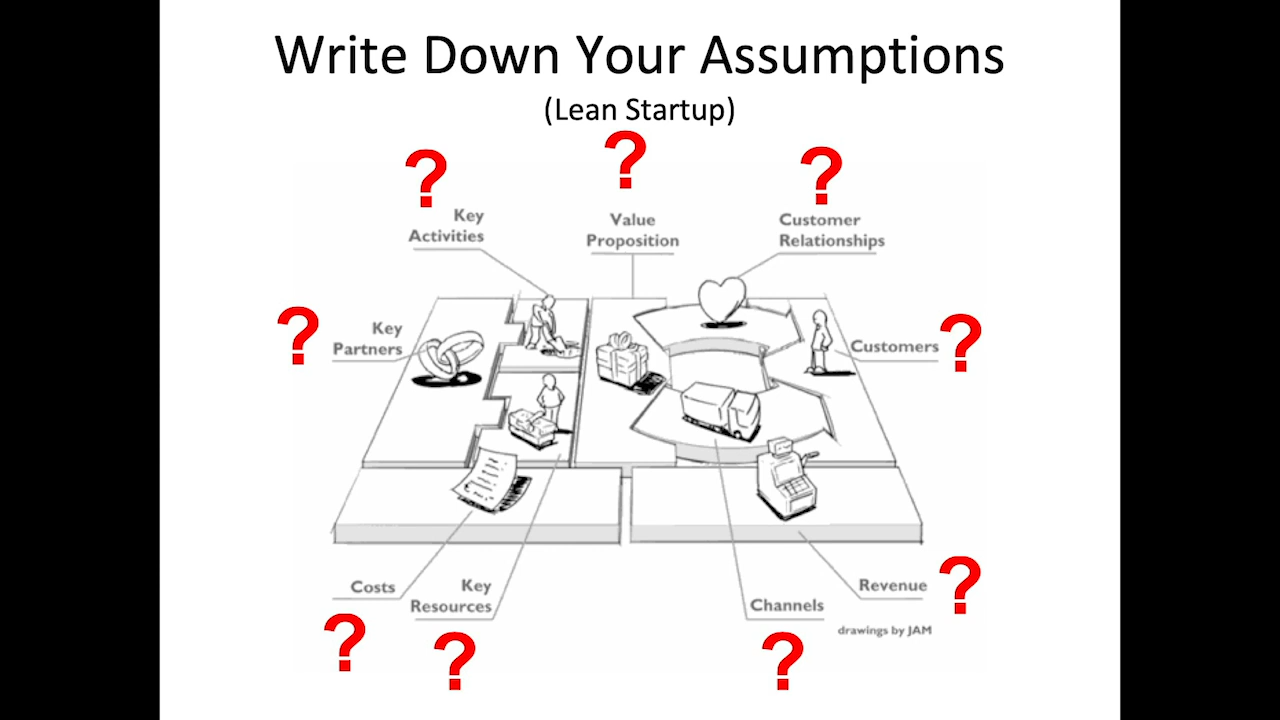 Write Down Your Assumptions
(Lean Startup)
?
?
?
Key
Activities
Value
Proposition
Customer
Relationships
?
Key
Partners
Customers
?
Costs
Key
Resources
Channels
Revenue
?
drawings by JAM
?
?
?